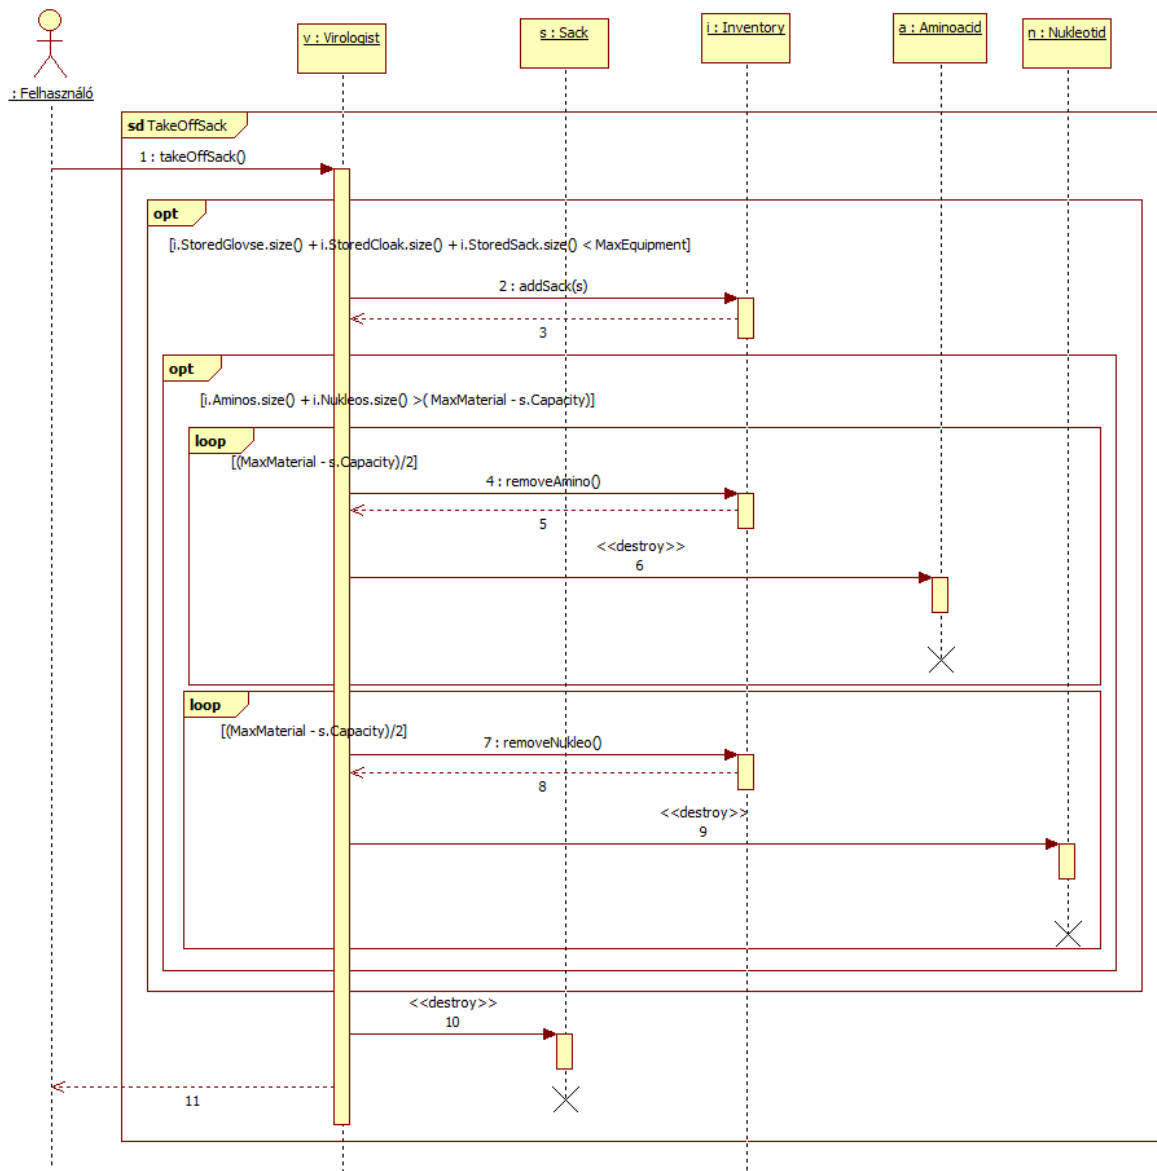 : Felhasználó
v : Virologist
s : Sack
i : Inventory
a : Aminoacid
n : Nukleotid
sd TakeOffSack
1 : takeOffSack()
opt
[i.StoredGlovse.size() + i.StoredCloak.size() + i.StoredSack.size() < MaxEquipment]
2 : addSack(s)
3
opt
[i.Aminos.size() + i.Nukleos.size() >( MaxMaterial - s.Capacity)]
loop
[(MaxMaterial - s.Capacity)/2]
4 : removeAmino()
5
<<destroy>>
6
loop
[(MaxMaterial - s.Capacity)/2]
7 : removeNukleo()
8
<<destroy>>
9
<<destroy>>
10
11